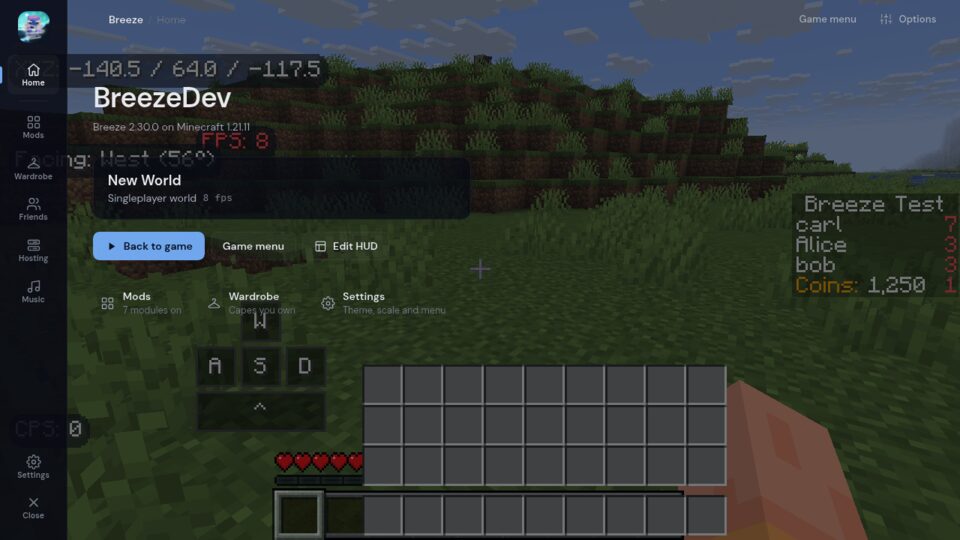 Breeze / Home
Game menu
Options
XYZ: -140.5 / 64.0 / -117.5
Home
BreezeDev
Breeze 2.30.0 on Minecraft 1.21.11
FPS: 8
Mods
Facing: West (56°)
Wardrobe
New World
Singleplayer world 8 fps
Friends
Breeze Test
carl 7
Alice 3
bob 3
Coins: 1,250 1
Hosting
Back to game
Game menu
Edit HUD
Music
Mods
7 modules on
Wardrobe
Capes you own
Settings
Theme, scale and menu
W
A S D
^
CPS: 0
Settings
Close